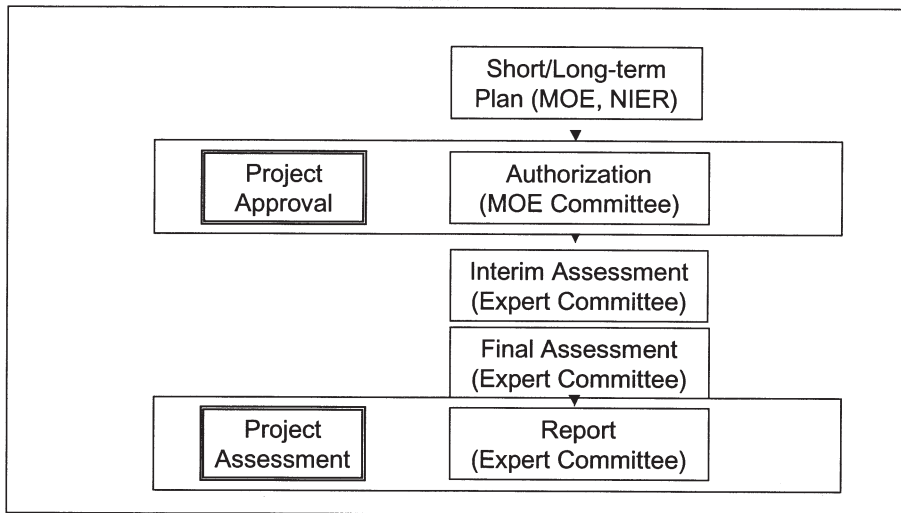 Short/Long-term
Plan (MOE, NIER)
Project
Approval
Authorization
(MOE Committee)
Interim Assessment
(Expert Committee)
Final Assessment
(Expert Committee)
Project
Assessment
Report
(Expert Committee)